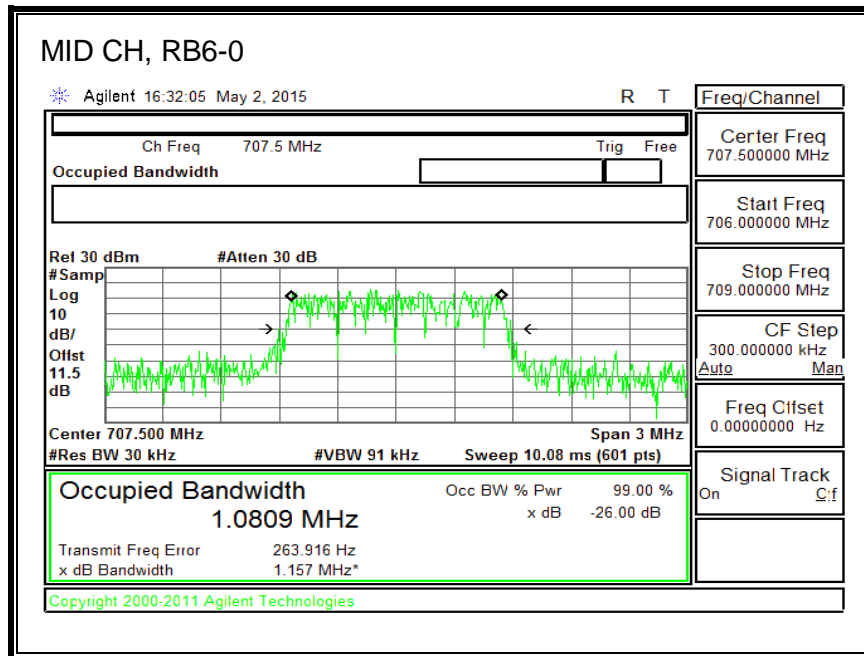 MID CH, RB6-0
Agilent 16:32:05 May 2, 2015 R T
Freq/Channel
Ch Freq 707.5 MHz Trig Free
Occupied Bandwidth
Center Freq
707.500000 MHz
Start Freq
706.000000 MHz
Stop Freq
709.000000 MHz
CF Step
300.000000 kHz
Auto Man
Freq Offset
0.00000000 Hz
Signal Track
On Off
Ref 30 dBm #Atten 30 dB
#Samp
Log
10
dB/
Offst
11.5
dB
Center 707.500 MHz Span 3 MHz
#Res BW 30 kHz #VBW 91 kHz Sweep 10.08 ms (601 pts)
Occupied Bandwidth Occ BW % Pwr 99.00 %
1.0809 MHz x dB -26.00 dB
Transmit Freq Error 263.916 Hz
x dB Bandwidth 1.157 MHz*
Copyright 2000-2011 Agilent Technologies